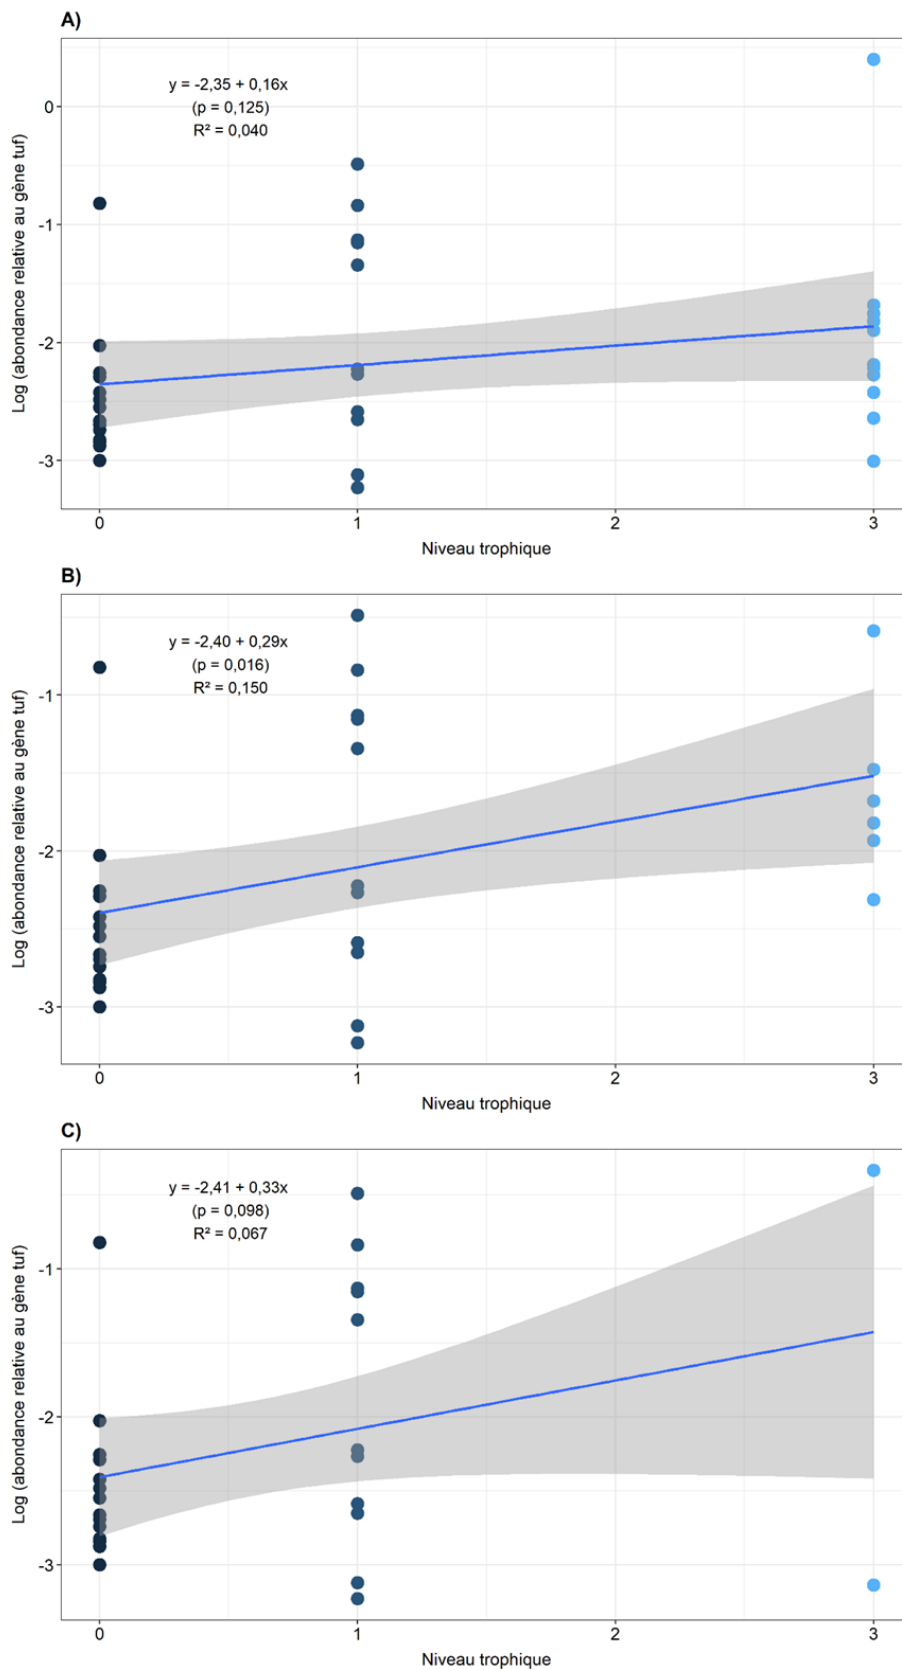 A)
y = -2,35 + 0,16x
(p = 0,125)
R² = 0,040
0
-1
-2
-3
Log (abondance relative au gène tuf)
0
1
2
3
Niveau trophique
B)
y = -2,40 + 0,29x
(p = 0,016)
R² = 0,150
-1
-2
-3
Log (abondance relative au gène tuf)
0
1
2
3
Niveau trophique
C)
y = -2,41 + 0,33x
(p = 0,098)
R² = 0,067
-1
-2
-3
Log (abondance relative au gène tuf)
0
1
2
3
Niveau trophique